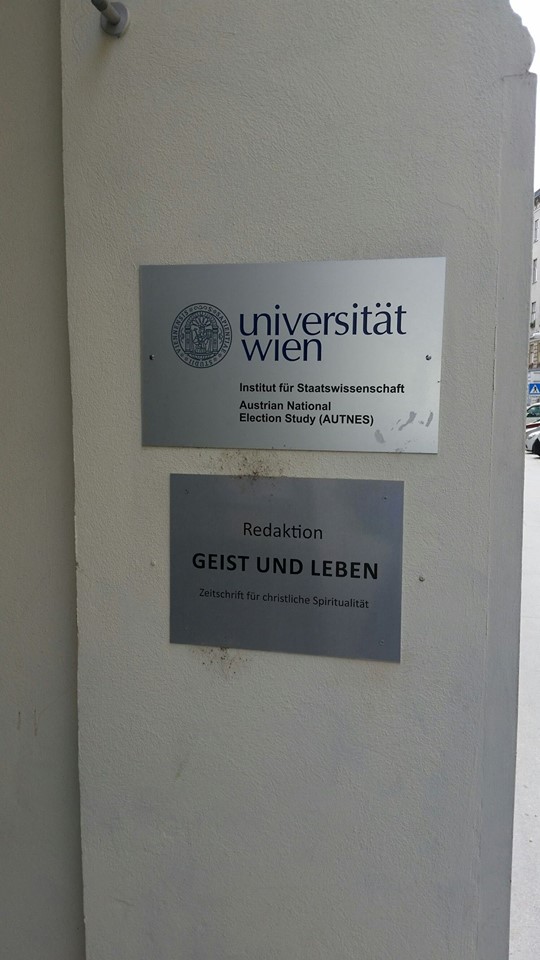 universität
wien
Institut für Staatswissenschaft
Austrian National
Election Study (AUTNES)
Redaktion
GEIST UND LEBEN
Zeitschrift für christliche Spiritualität